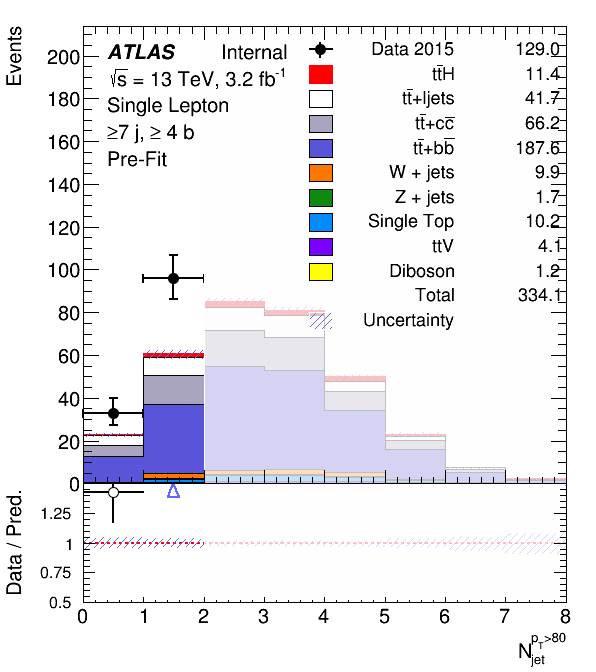 Events
ATLAS Internal
√s = 13 TeV, 3.2 fb⁻¹
Single Lepton
≥7 j, ≥ 4 b
Pre-Fit
Data 2015 129.0
tt̄H 11.4
tt̄+ljets 41.7
tt̄+cc̄ 66.2
tt̄+bb̄ 187.6
W + jets 9.9
Z + jets 1.7
Single Top 10.2
ttV 4.1
Diboson 1.2
Total 334.1
Uncertainty
200
180
160
140
120
100
80
60
40
20
0
Data / Pred.
1.25
1
0.75
0.5
0 1 2 3 4 5 6 7 8
N_jet^{p_T>80}